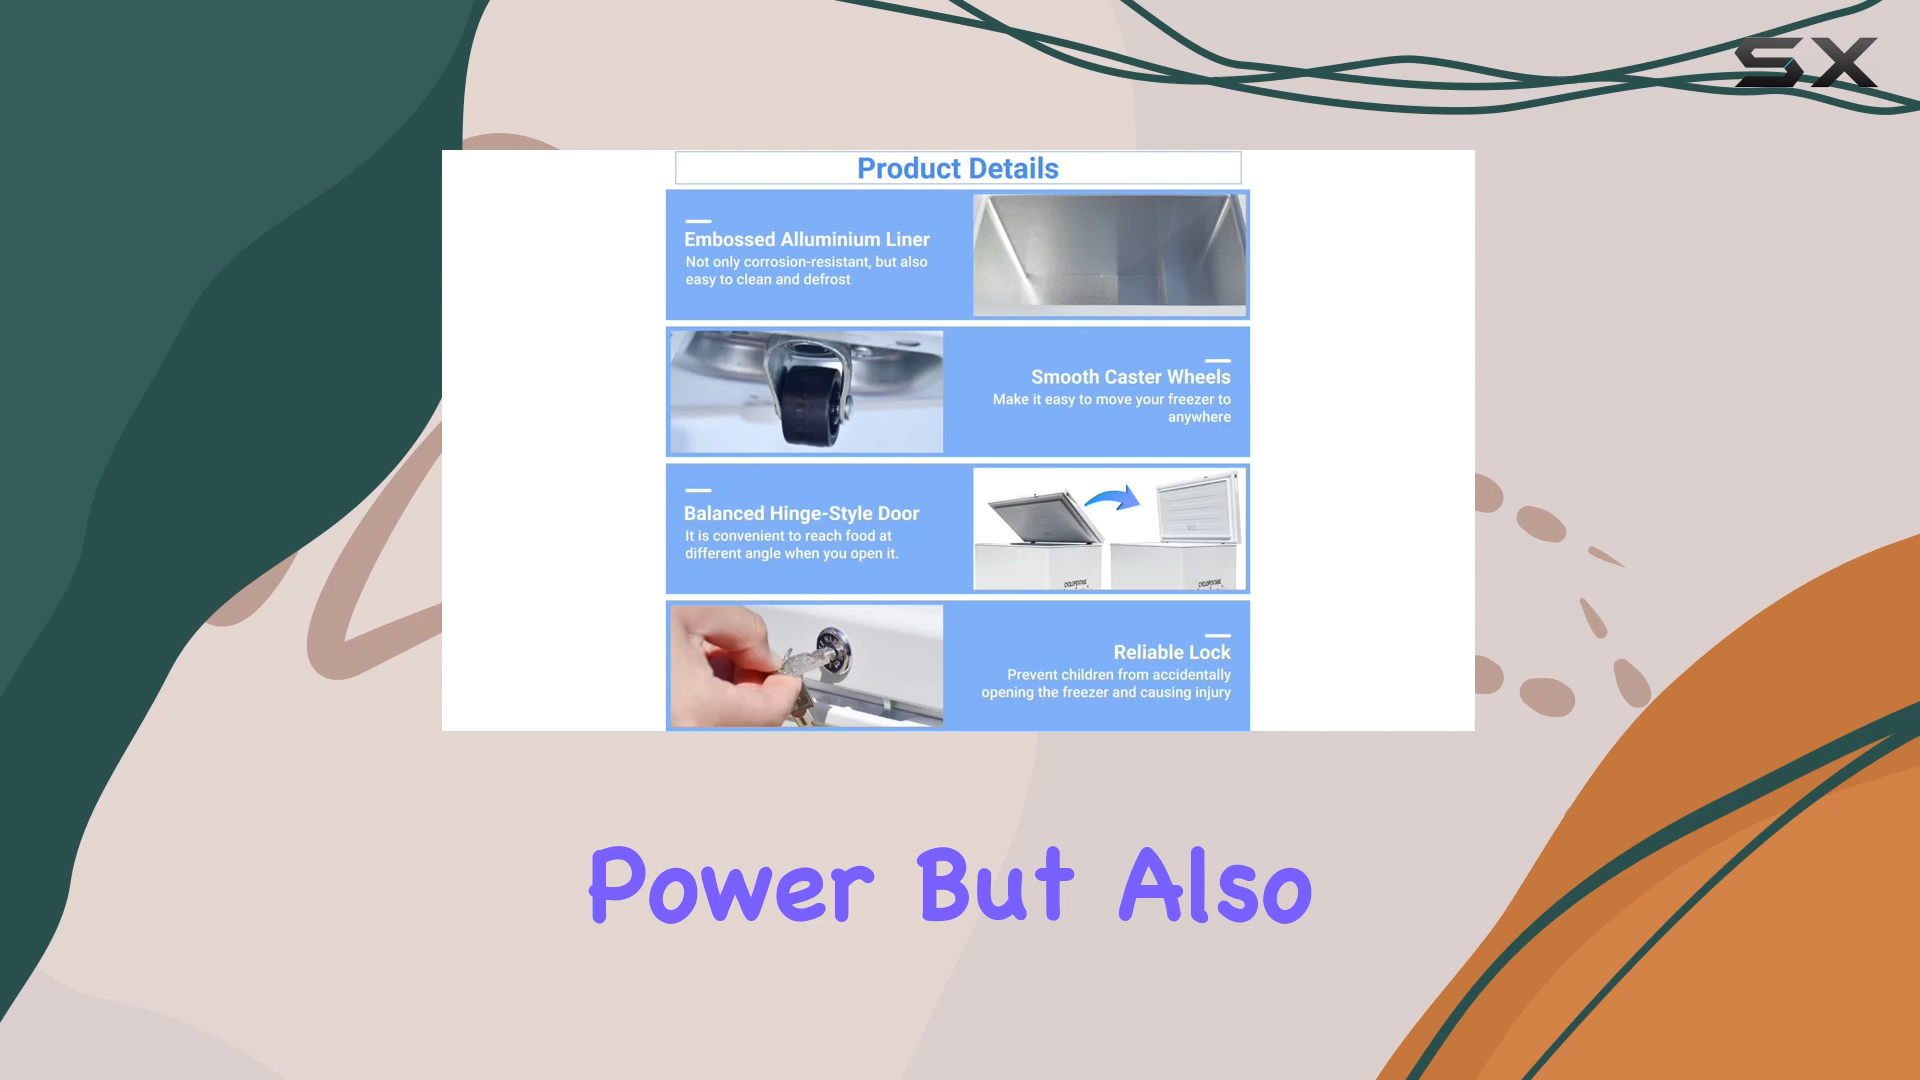 SX
Product Details
Embossed Alluminium Liner
Not only corrosion-resistant, but also
easy to clean and defrost
Smooth Caster Wheels
Make it easy to move your freezer to
anywhere
Balanced Hinge-Style Door
It is convenient to reach food at
different angle when you open it.
CYCLOPENTANE
CYCLOPENTANE
Reliable Lock
Prevent children from accidentally
opening the freezer and causing injury
Power But Also